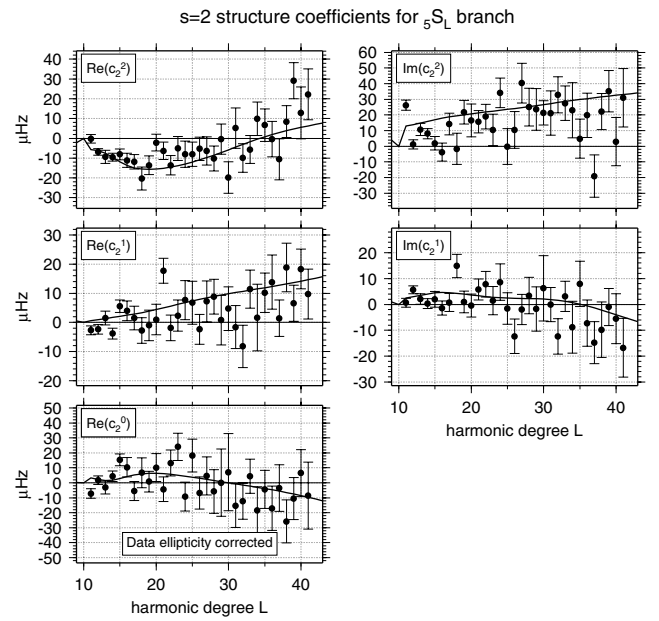 s=2 structure coefficients for ₅S_L branch
40
30
20
10
0
-10
-20
-30
μHz
Re(c₂²)
60
50
40
30
20
10
0
-10
-20
-30
Im(c₂²)
30
20
10
0
-10
-20
μHz
Re(c₂¹)
20
10
0
-10
-20
-30
Im(c₂¹)
10 20 30 40
harmonic degree L
50
40
30
20
10
0
-10
-20
-30
-40
-50
μHz
Re(c₂⁰)
Data ellipticity corrected
10 20 30 40
harmonic degree L